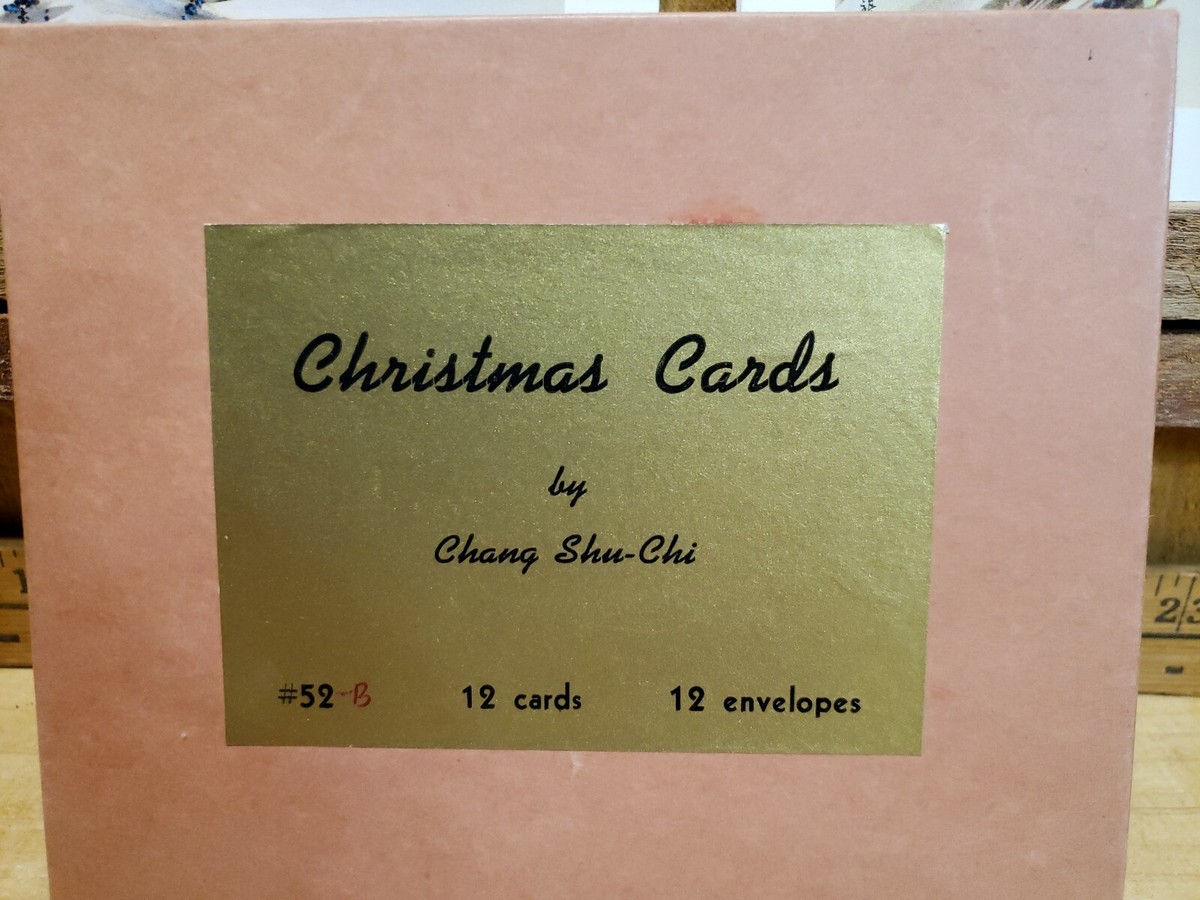 Christmas Cards
by
Chang Shu-Chi
#52-B 12 cards 12 envelopes